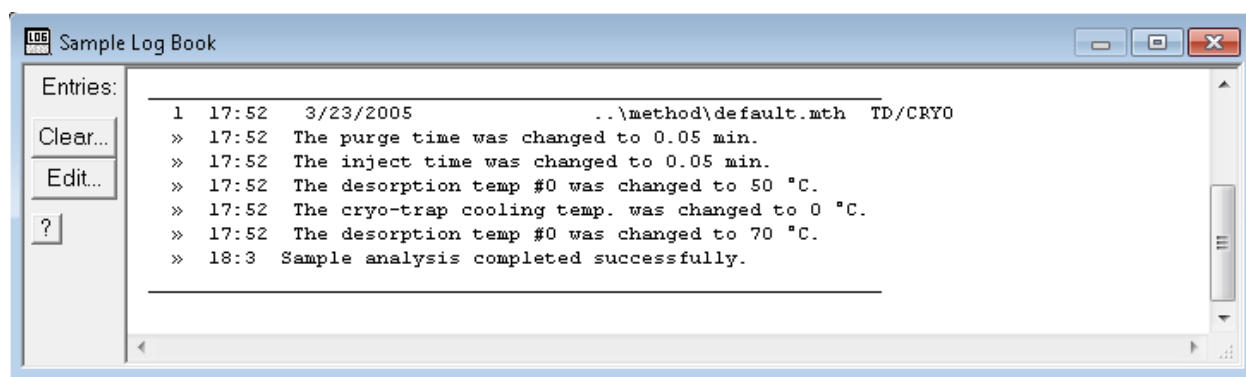 LOG Sample Log Book
Entries:
Clear...
Edit...
?
1 17:52 3/23/2005 ..\method\default.mth TD/CRYO
» 17:52 The purge time was changed to 0.05 min.
» 17:52 The inject time was changed to 0.05 min.
» 17:52 The desorption temp #0 was changed to 50 °C.
» 17:52 The cryo-trap cooling temp. was changed to 0 °C.
» 17:52 The desorption temp #0 was changed to 70 °C.
» 18:3 Sample analysis completed successfully.